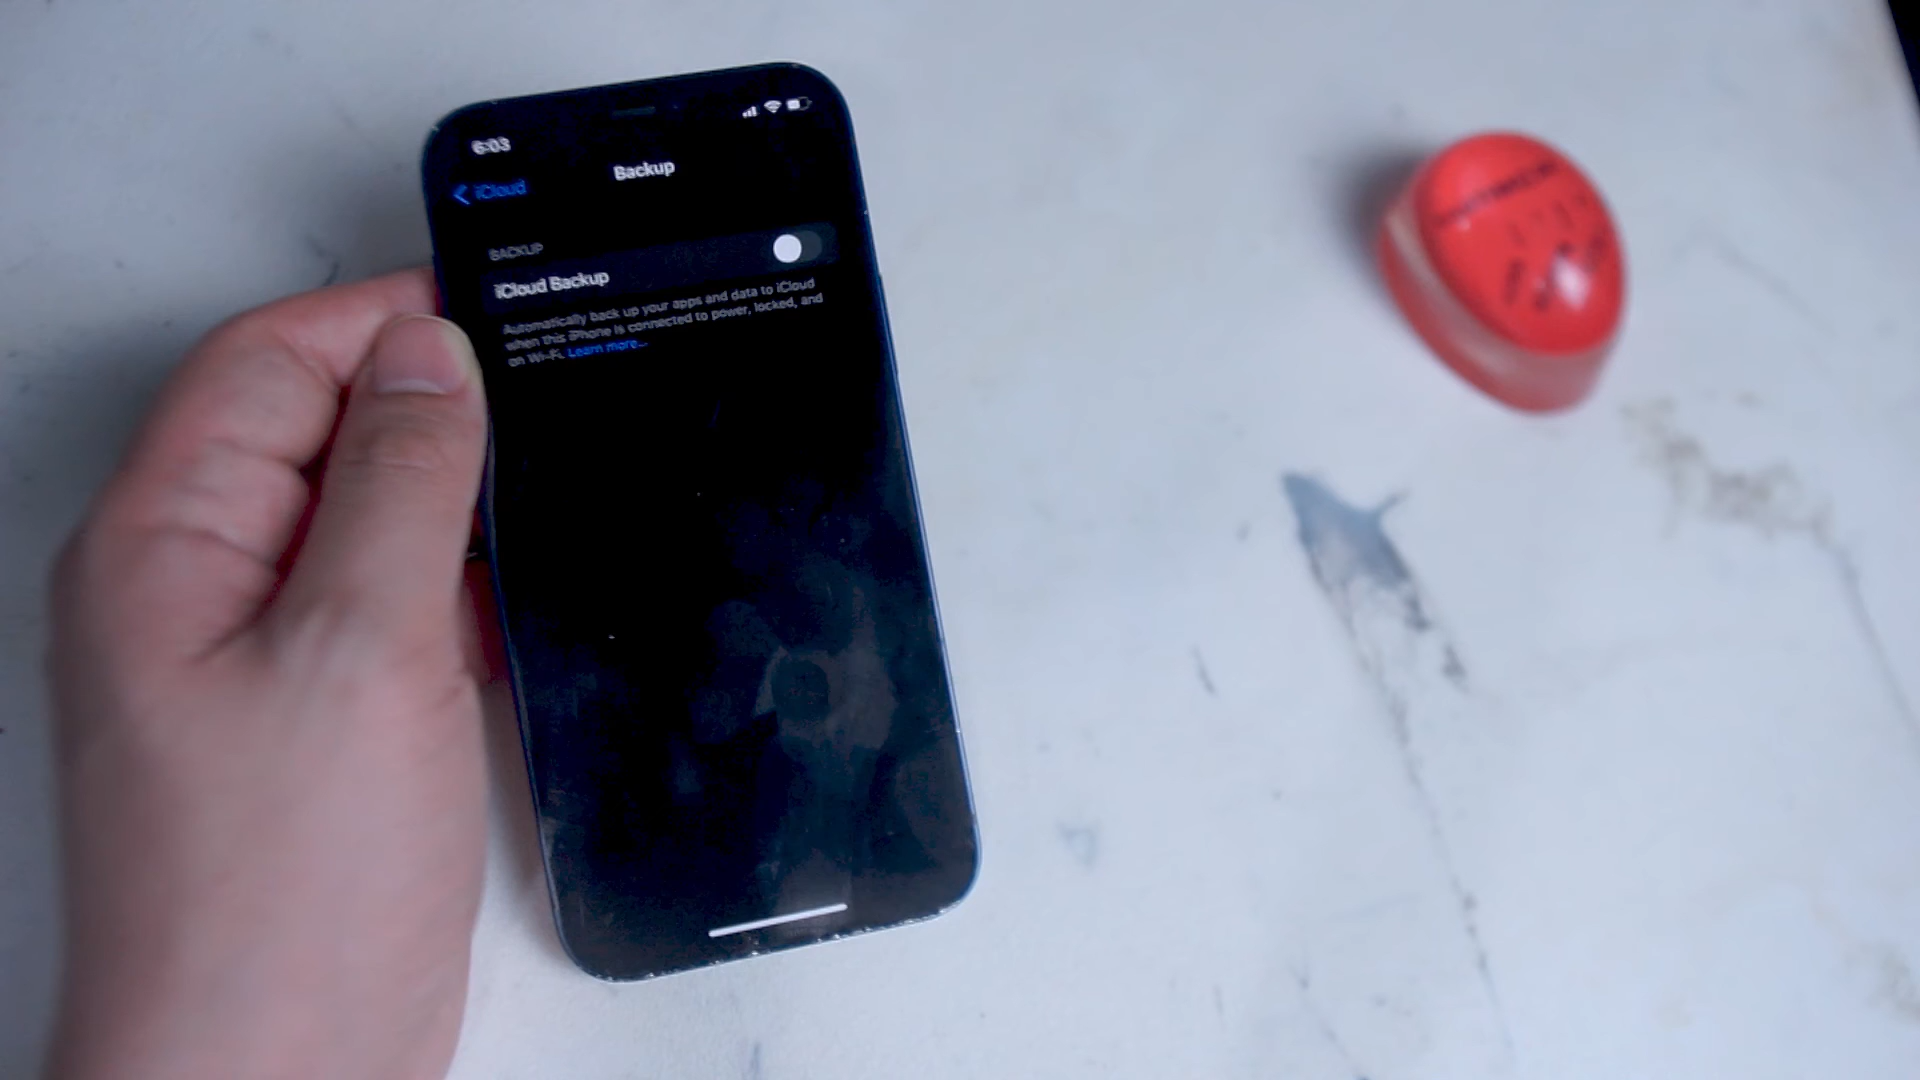 6:03
iCloud
Backup
BACKUP
iCloud Backup
Automatically back up your apps and data to iCloud
when this iPhone is connected to power, locked, and
on Wi-Fi. Learn more...